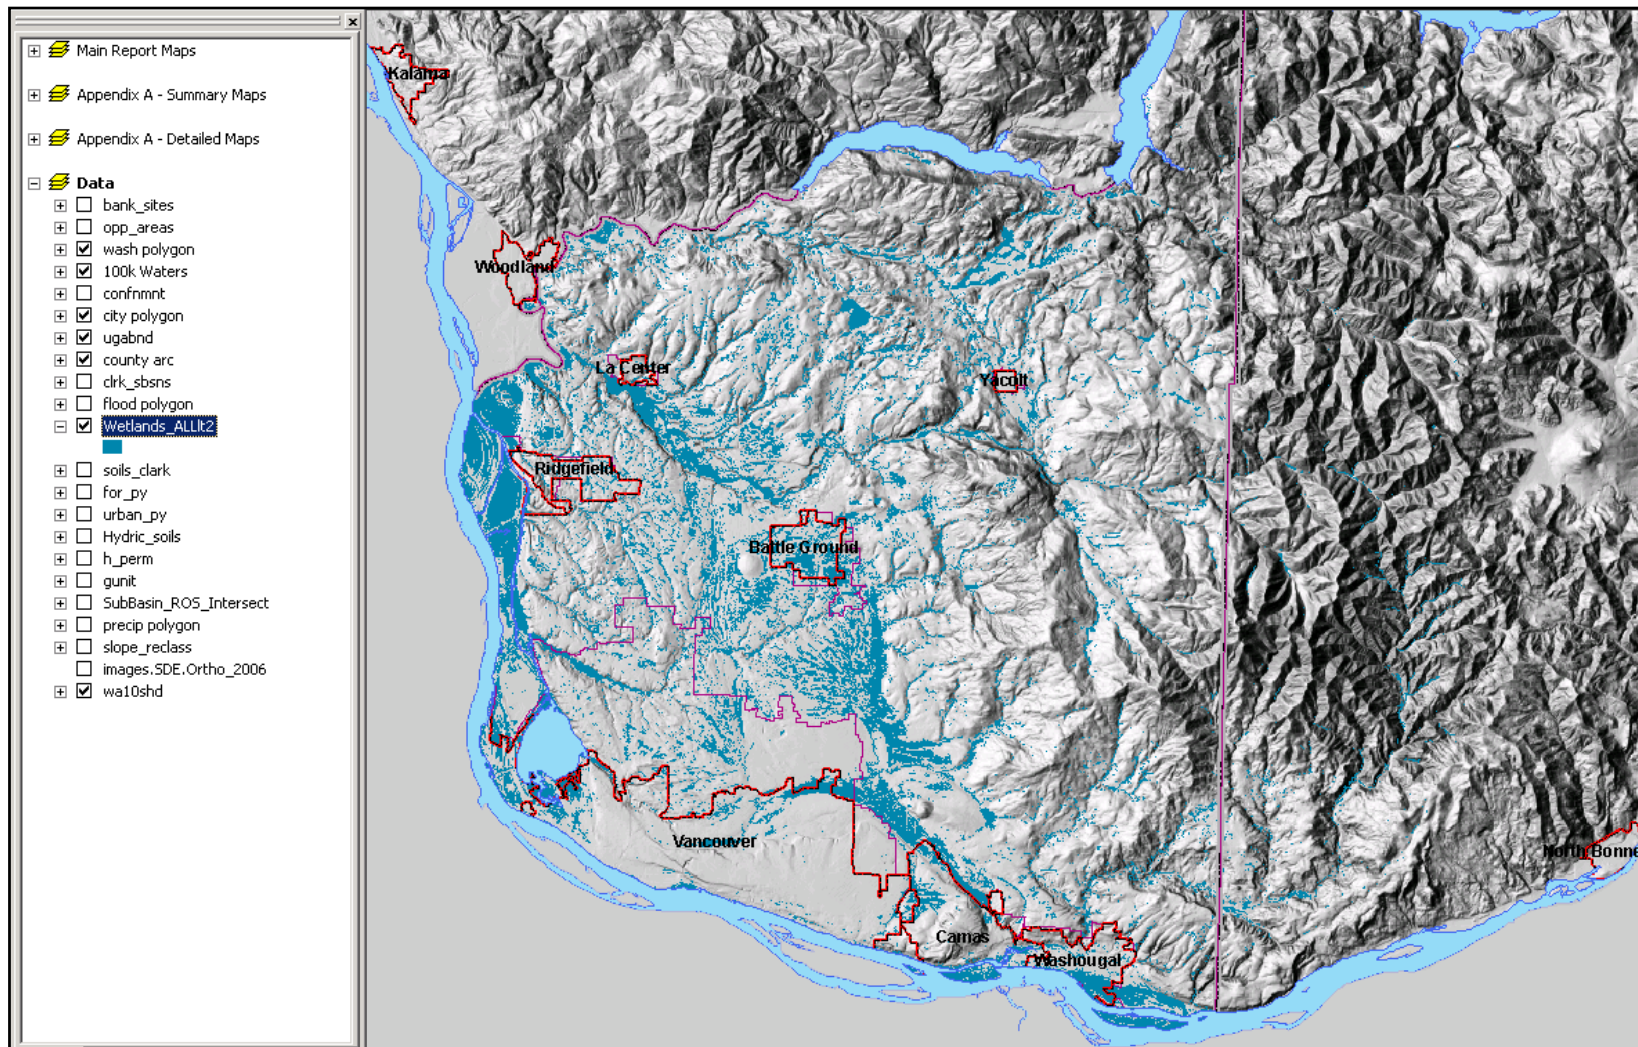 Main Report Maps
Appendix A - Summary Maps
Appendix A - Detailed Maps
Data
bank_sites
opp_areas
wash polygon
100k Waters
confnmnt
city polygon
ugabnd
county arc
clrk_sbsns
flood polygon
Wetlands_ALLlt2
soils_clark
for_py
urban_py
Hydric_soils
h_perm
gunit
SubBasin_ROS_Intersect
precip polygon
slope_reclass
images.SDE.Ortho_2006
wa10shd
Kalama
Woodland
La Center
Yacolt
Ridgefield
Battle Ground
Vancouver
North Bonne
Camas
Washougal